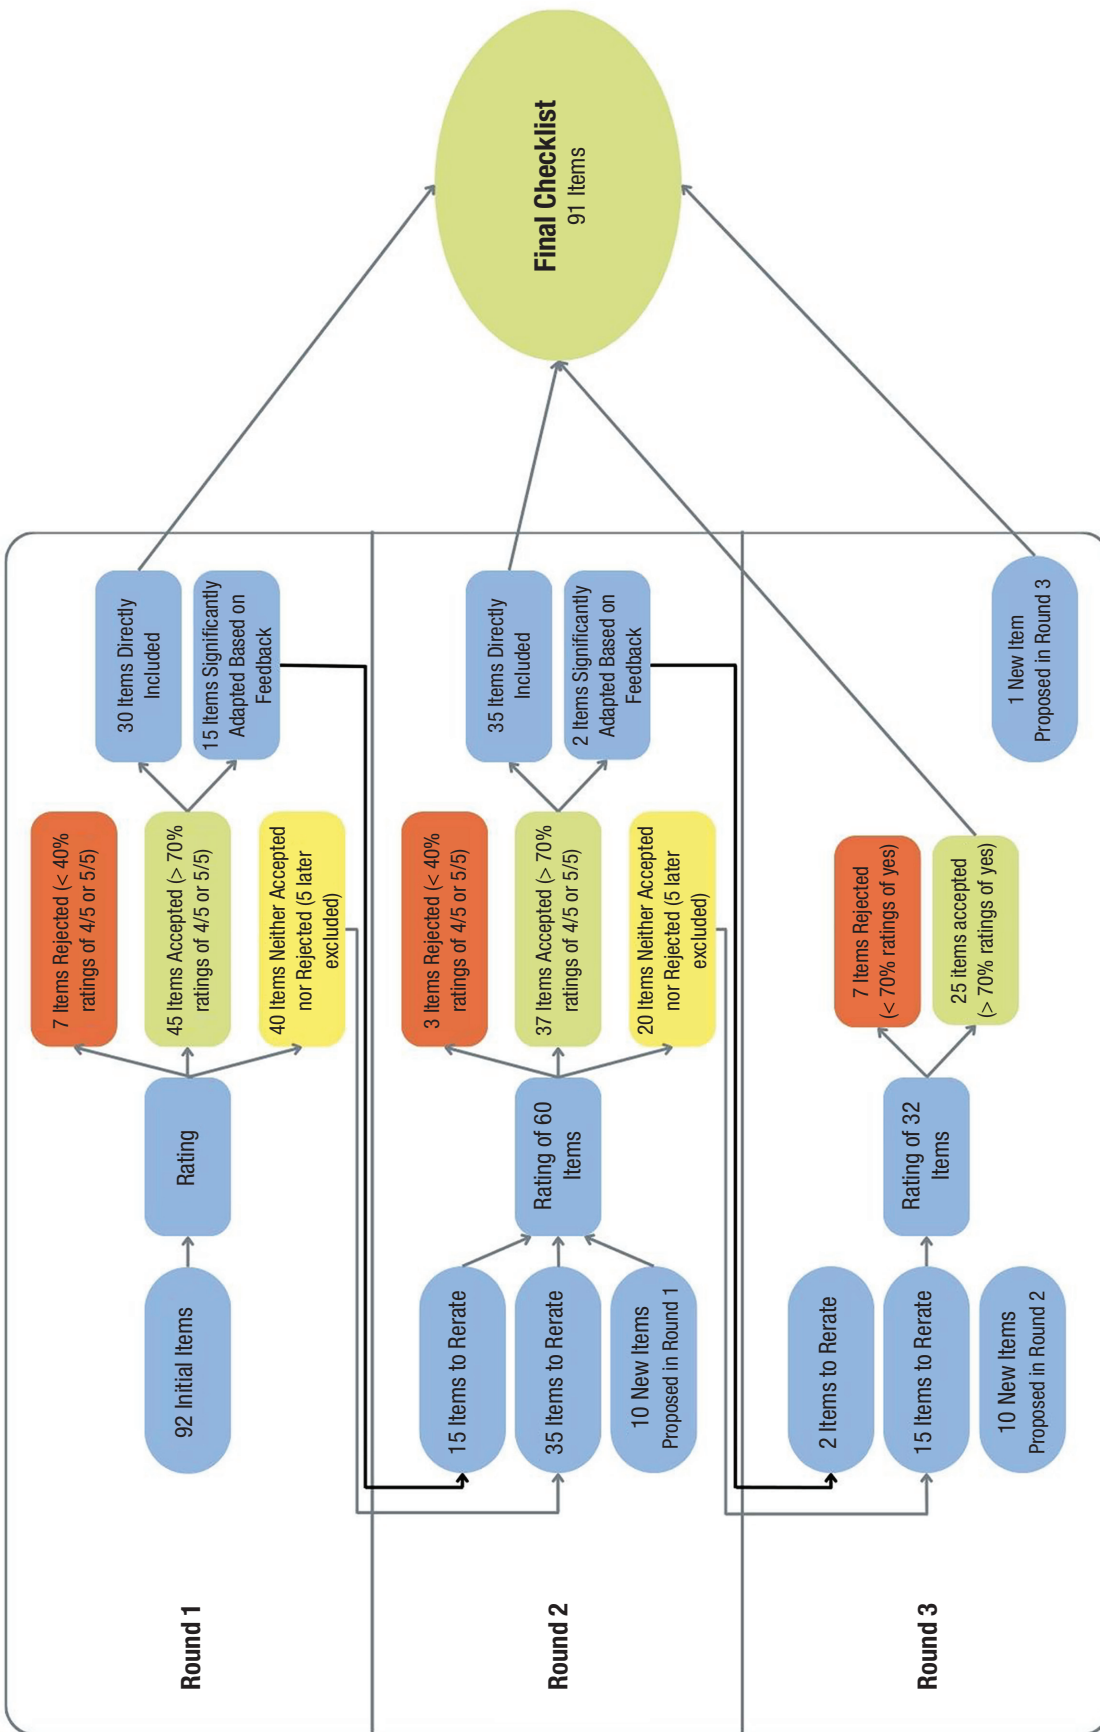 Round 1
92 Initial Items
Rating
7 Items Rejected (< 40%
ratings of 4/5 or 5/5)
45 Items Accepted (> 70%
ratings of 4/5 or 5/5)
40 Items Neither Accepted
nor Rejected (5 later
excluded)
30 Items Directly
Included
15 Items Significantly
Adapted Based on
Feedback
Round 2
15 Items to Rerate
35 Items to Rerate
10 New Items
Proposed in Round 1
Rating of 60
Items
3 Items Rejected (< 40%
ratings of 4/5 or 5/5)
37 Items Accepted (> 70%
ratings of 4/5 or 5/5)
20 Items Neither Accepted
nor Rejected (5 later
excluded)
35 Items Directly
Included
2 Items Significantly
Adapted Based on
Feedback
Round 3
2 Items to Rerate
15 Items to Rerate
10 New Items
Proposed in Round 2
Rating of 32
Items
7 Items Rejected
(< 70% ratings of yes)
25 items accepted
(> 70% ratings of yes)
1 New Item
Proposed in Round 3
Final Checklist
91 Items